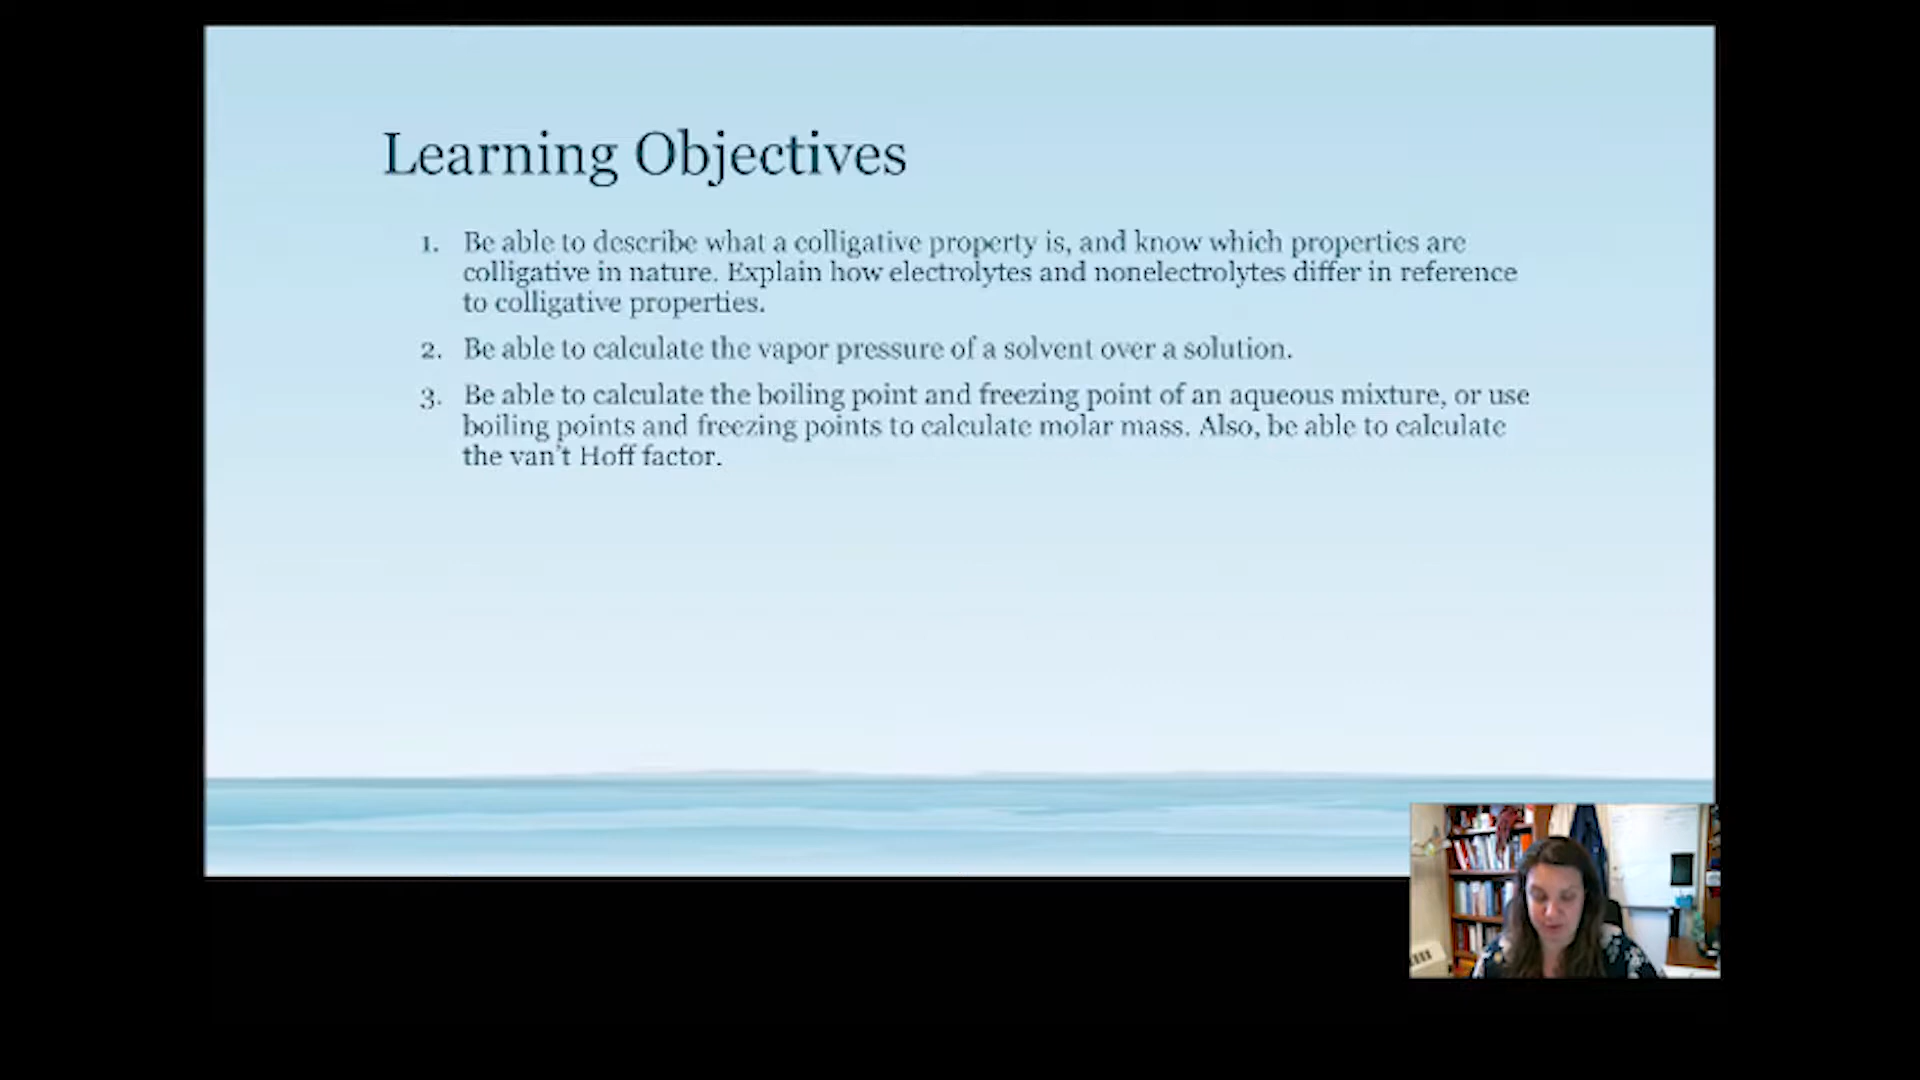 Learning Objectives
1. Be able to describe what a colligative property is, and know which properties are
colligative in nature. Explain how electrolytes and nonelectrolytes differ in reference
to colligative properties.
2. Be able to calculate the vapor pressure of a solvent over a solution.
3. Be able to calculate the boiling point and freezing point of an aqueous mixture, or use
boiling points and freezing points to calculate molar mass. Also, be able to calculate
the van't Hoff factor.